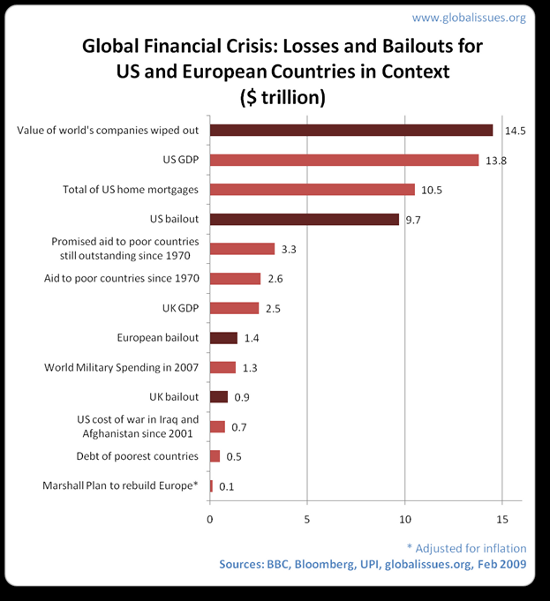 www.globalissues.org
Global Financial Crisis: Losses and Bailouts for
US and European Countries in Context
($ trillion)
Value of world's companies wiped out 14.5
US GDP 13.8
Total of US home mortgages 10.5
US bailout 9.7
Promised aid to poor countries
still outstanding since 1970 3.3
Aid to poor countries since 1970 2.6
UK GDP 2.5
European bailout 1.4
World Military Spending in 2007 1.3
UK bailout 0.9
US cost of war in Iraq and
Afghanistan since 2001 0.7
Debt of poorest countries 0.5
Marshall Plan to rebuild Europe* 0.1
0 5 10 15
* Adjusted for inflation
Sources: BBC, Bloomberg, UPI, globalissues.org, Feb 2009